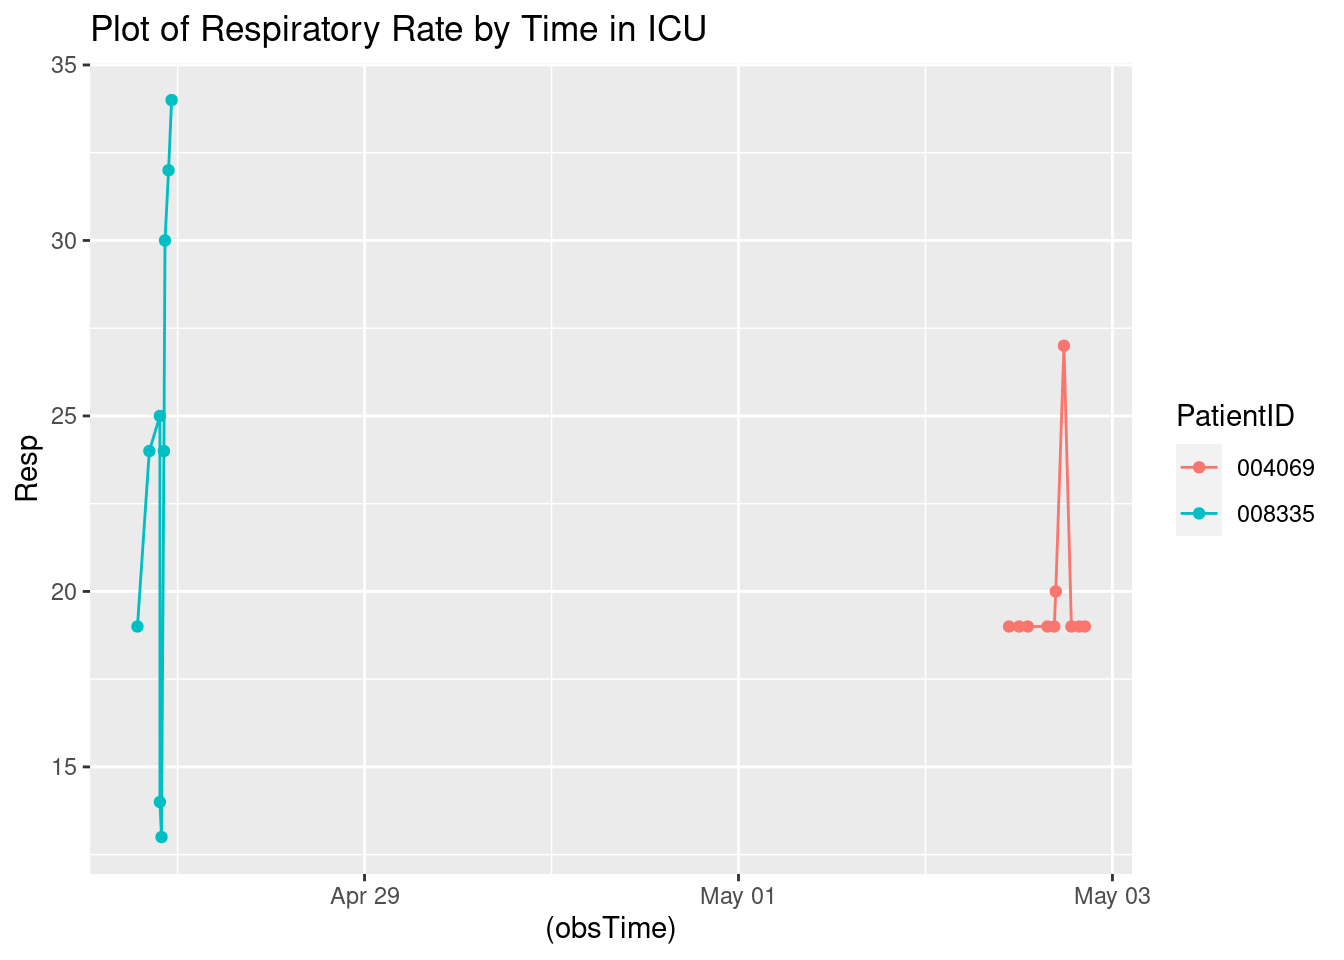 Plot of Respiratory Rate by Time in ICU
35
30
25
20
15
Resp
Apr 29
May 01
May 03
(obsTime)
PatientID
004069
008335